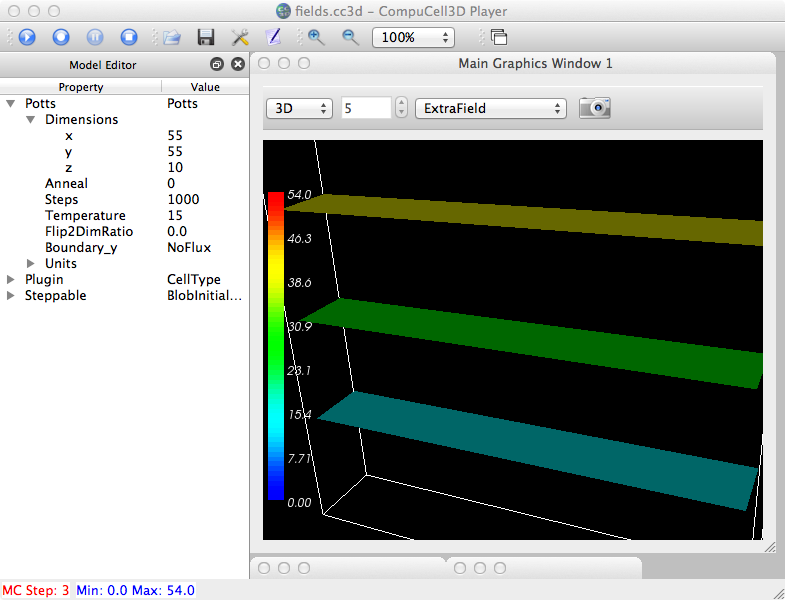 fields.cc3d – CompuCell3D Player
100%
Model Editor
Property Value
Potts Potts
Dimensions
x 55
y 55
z 10
Anneal 0
Steps 1000
Temperature 15
Flip2DimRatio 0.0
Boundary_y NoFlux
Units
Plugin CellType
Steppable BlobInitial...
Main Graphics Window 1
3D 5 ExtraField
54.0
46.3
38.6
30.9
23.1
15.4
7.71
0.00
MC Step: 3 Min: 0.0 Max: 54.0